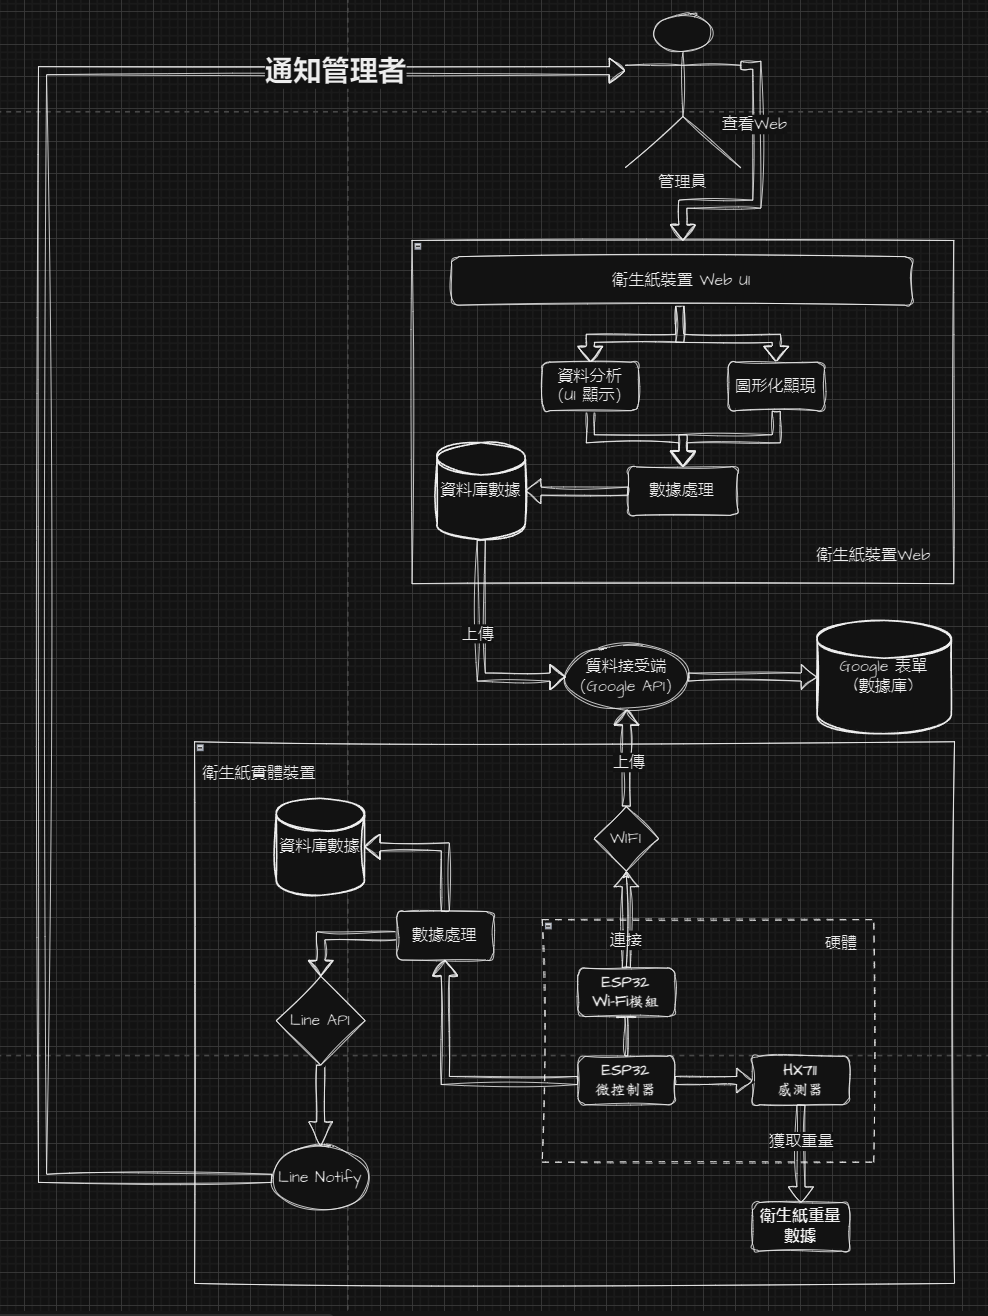 通知管理者
查看Web
管理員
衛生紙裝置 Web UI
資料分析
(UI 顯示)
圖形化顯現
資料庫數據
數據處理
衛生紙裝置Web
上傳
質料接受端
(Google API)
Google 表單
(數據庫)
上傳
衛生紙實體裝置
資料庫數據
WIFI
數據處理
連接
硬體
ESP32
Wi-Fi模組
Line API
ESP32
微控制器
HX711
感測器
獲取重量
Line Notify
衛生紙重量
數據